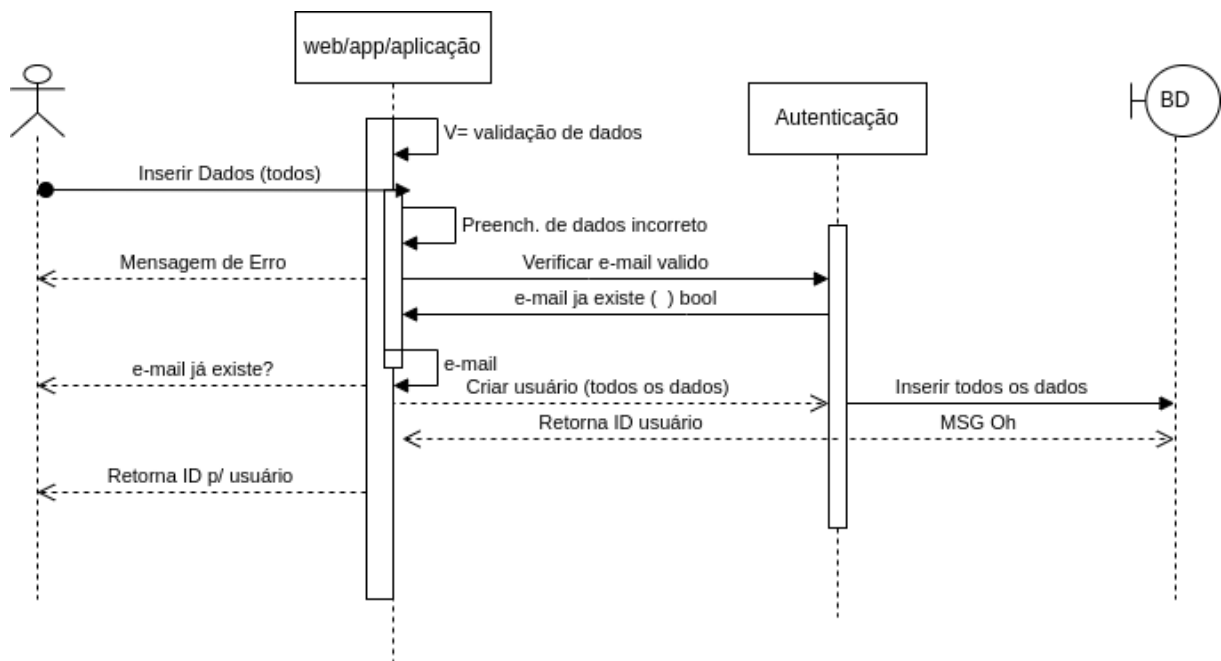 web/app/aplicação
BD
Autenticação
V= validação de dados
Inserir Dados (todos)
Preench. de dados incorreto
Mensagem de Erro
Verificar e-mail valido
e-mail ja existe ( ) bool
e-mail já existe?
e-mail
Criar usuário (todos os dados)
Inserir todos os dados
Retorna ID usuário
MSG Oh
Retorna ID p/ usuário